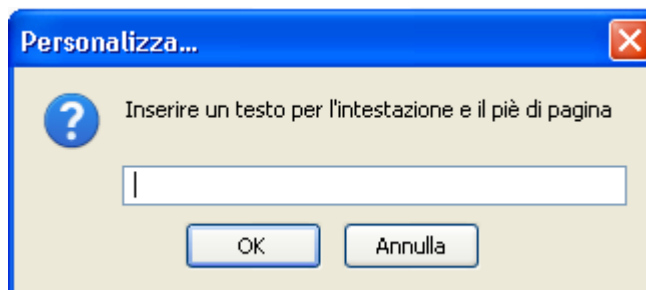 Personalizza...
Inserire un testo per l'intestazione e il piè di pagina
OK
Annulla